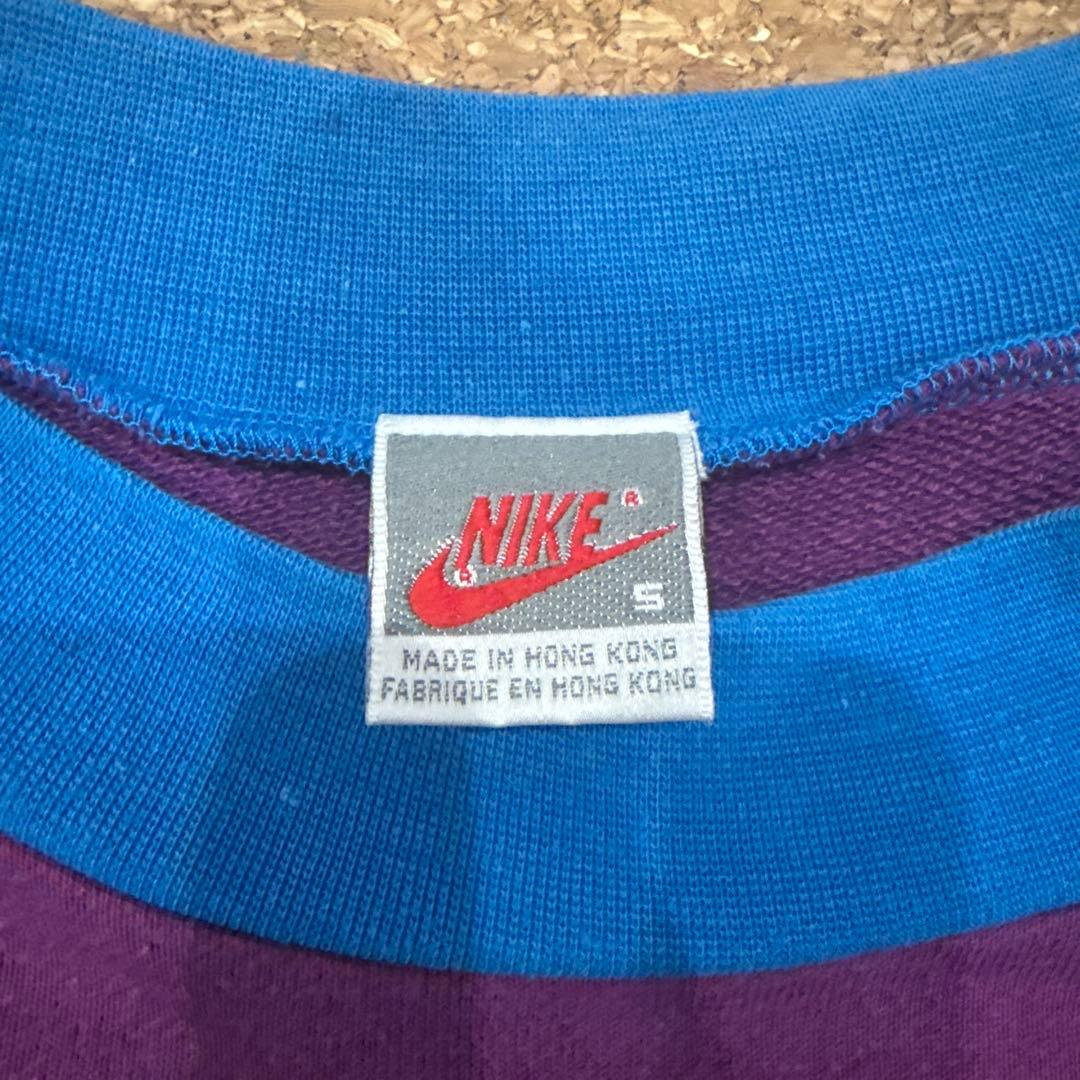 NIKE®
®
S
MADE IN HONG KONG
FABRIQUE EN HONG KONG